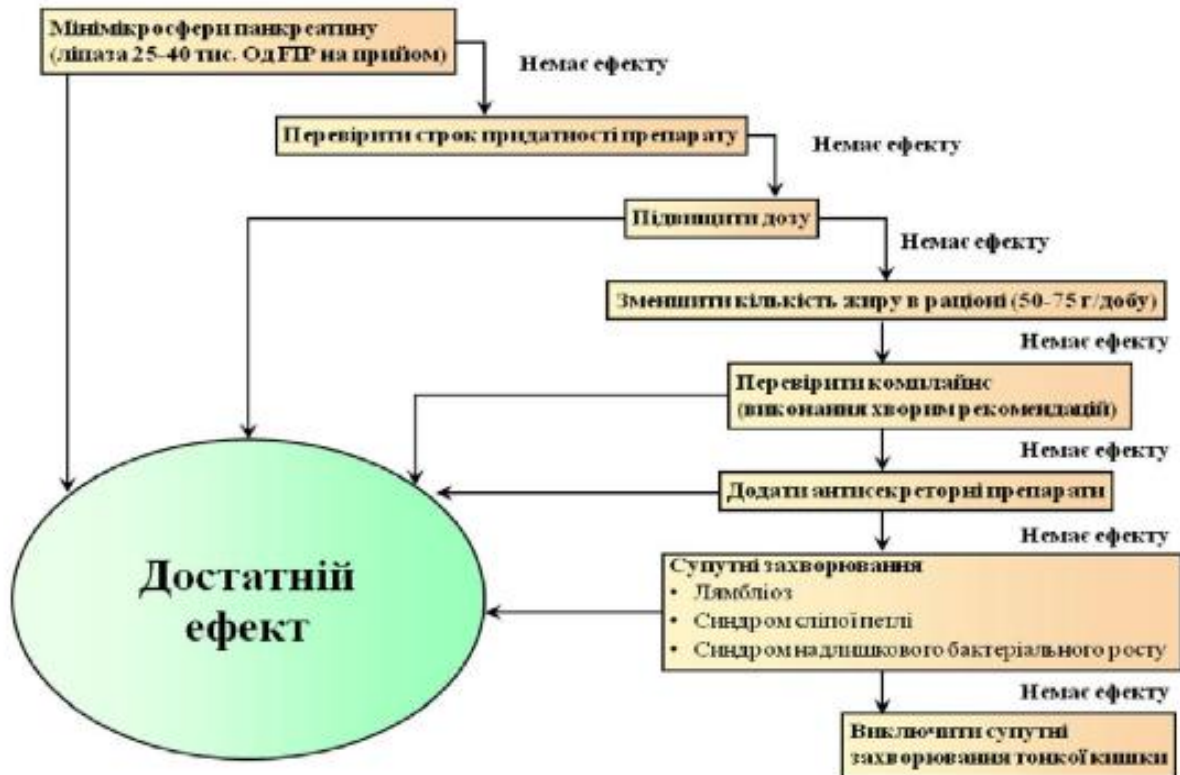 Мінімікросфери панкреатину
(ліпаза 25-40 тис. Од FIP на прийом)
Немає ефекту
Перевірити строк придатності препарату
Немає ефекту
Підвищити дозу
Немає ефекту
Зменшити кількість жиру в раціоні (50-75 г/добу)
Немає ефекту
Перевірити комплайнс
(виконання хворим рекомендацій)
Немає ефекту
Додати антисекреторні препарати
Немає ефекту
Супутні захворювання
• Лямбліоз
• Синдром сліпої петлі
• Синдром надлишкового бактеріального росту
Немає ефекту
Виключити супутні
захворювання тонкої кишки
Достатній
ефект